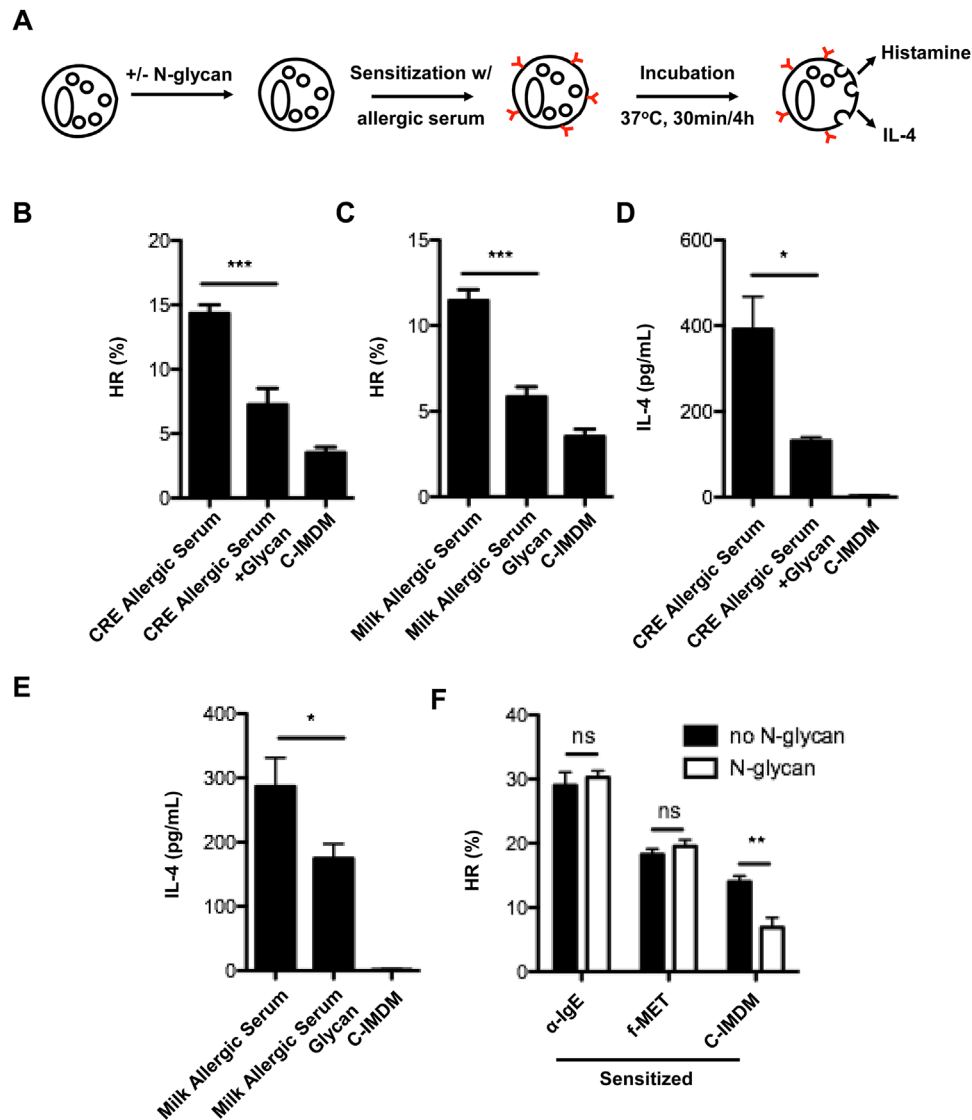 A
+/- N-glycan
Sensitization w/
allergic serum
Incubation
37°C, 30min/4h
Histamine
IL-4
B
HR (%)
20
15
10
5
0
***
CRE Allergic Serum
CRE Allergic Serum
+Glycan
C-IMDM
C
HR (%)
15
10
5
0
***
Milk Allergic Serum
Milk Allergic Serum
Glycan
C-IMDM
D
IL-4 (pg/mL)
600
400
200
0
*
CRE Allergic Serum
CRE Allergic Serum
+Glycan
C-IMDM
E
IL-4 (pg/mL)
400
300
200
100
0
*
Milk Allergic Serum
Milk Allergic Serum
Glycan
C-IMDM
F
HR (%)
40
30
20
10
0
ns
ns
**
no N-glycan
N-glycan
α-IgE
f-MET
C-IMDM
Sensitized